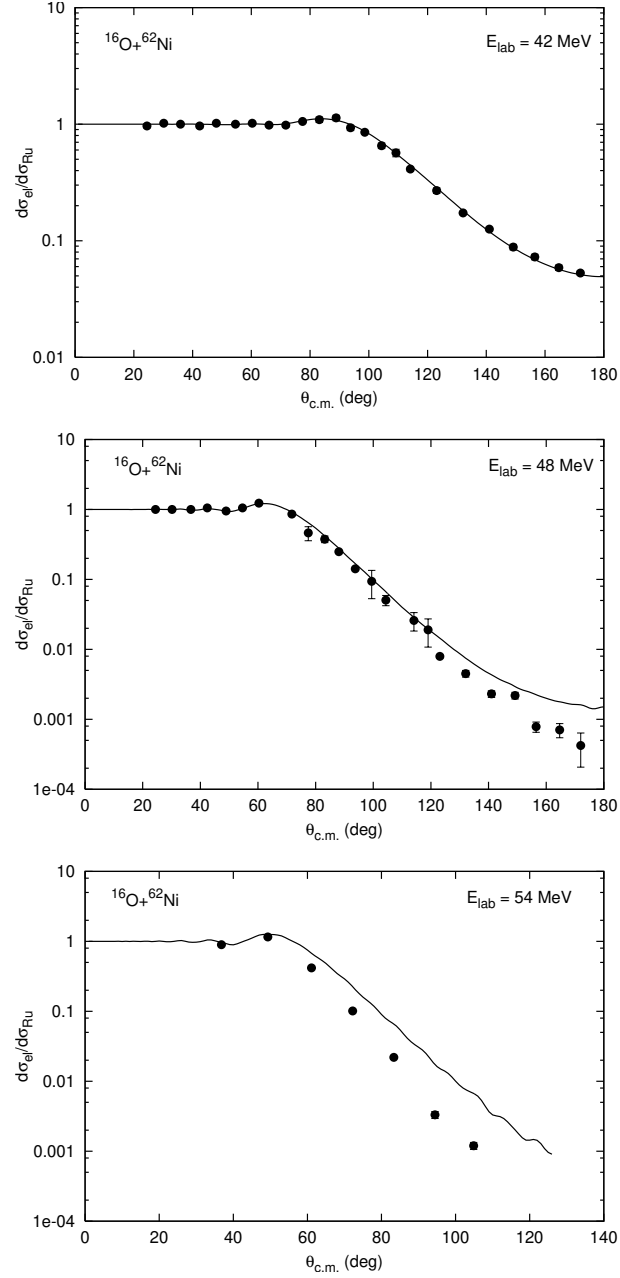 ¹⁶O+⁶²Ni
E_lab = 42 MeV
10
1
0.1
0.01
dσ_el/dσ_Ru
0 20 40 60 80 100 120 140 160 180
θ_c.m. (deg)
¹⁶O+⁶²Ni
E_lab = 48 MeV
10
1
0.1
0.01
0.001
1e-04
dσ_el/dσ_Ru
0 20 40 60 80 100 120 140 160 180
θ_c.m. (deg)
¹⁶O+⁶²Ni
E_lab = 54 MeV
10
1
0.1
0.01
0.001
1e-04
dσ_el/dσ_Ru
0 20 40 60 80 100 120 140
θ_c.m. (deg)